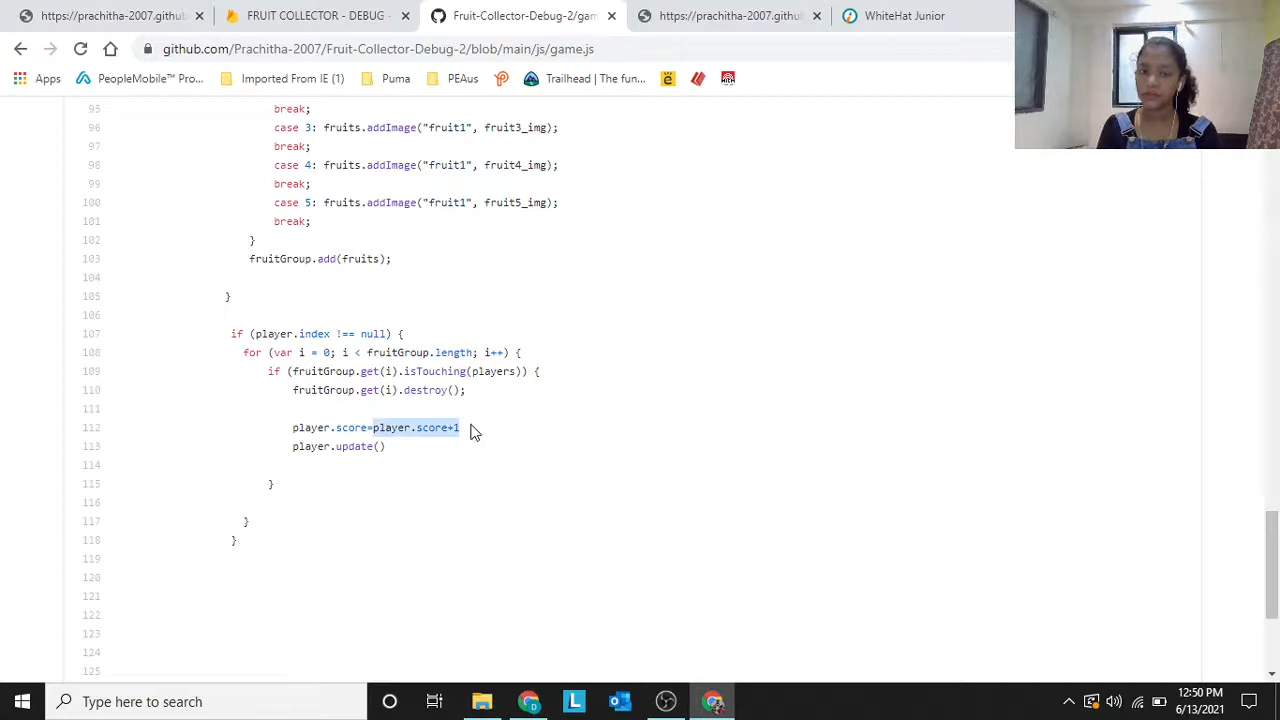 https://prachitha-2007.github
FRUIT COLLECTOR - DEBUG -
Fruit-Collector-Debug-2/gam
https://prachitha-2007.githul
WhiteHat Junior
github.com/Prachitha-2007/Fruit-Collector-Debug-2/blob/main/js/game.js
Apps
PeopleMobile™ Pro...
Imported From IE (1)
Puma
PEAus
Trailhead | The fun...
95 break;
96 case 3: fruits.addImage("fruit1", fruit3_img);
97 break;
98 case 4: fruits.addImage("fruit1", fruit4_img);
99 break;
100 case 5: fruits.addImage("fruit1", fruit5_img);
101 break;
102 }
103 fruitGroup.add(fruits);
104
105 }
106
107 if (player.index !== null) {
108 for (var i = 0; i < fruitGroup.length; i++) {
109 if (fruitGroup.get(i).isTouching(players)) {
110 fruitGroup.get(i).destroy();
111
112 player.score=player.score+1
113 player.update()
114
115 }
116
117 }
118 }
119
120
121
122
123
124
125
Type here to search
12:50 PM
6/13/2021